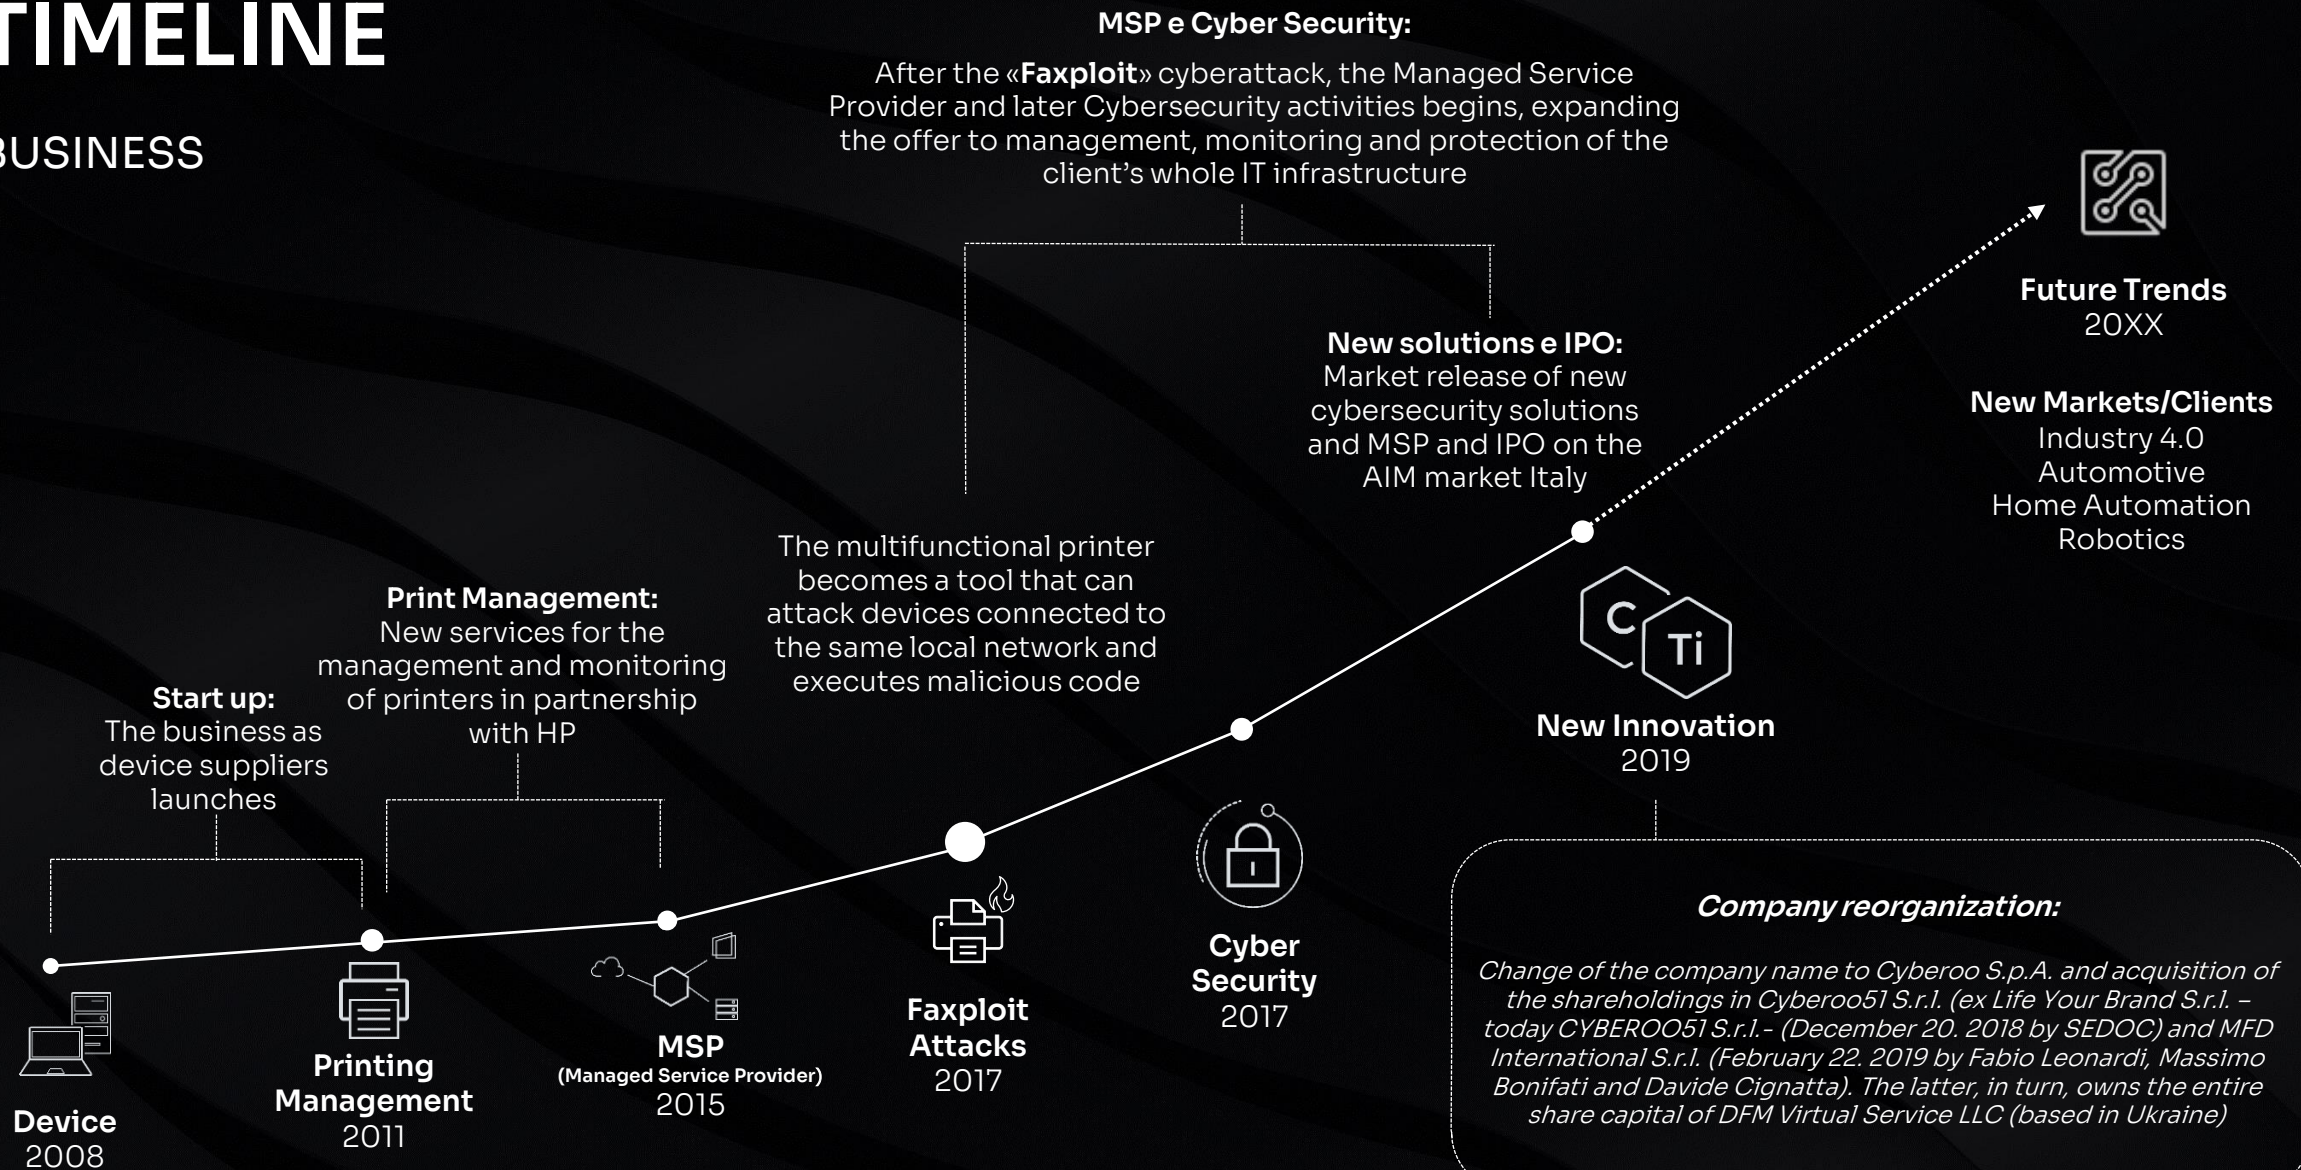 TIMELINE
BUSINESS
MSP e Cyber Security:
After the «Faxploit» cyberattack, the Managed Service
Provider and later Cybersecurity activities begins, expanding
the offer to management, monitoring and protection of the
client's whole IT infrastructure
Future Trends
20XX
New Markets/Clients
Industry 4.0
Automotive
Home Automation
Robotics
New solutions e IPO:
Market release of new
cybersecurity solutions
and MSP and IPO on the
AIM market Italy
The multifunctional printer
becomes a tool that can
attack devices connected to
the same local network and
executes malicious code
Print Management:
New services for the
management and monitoring
of printers in partnership
with HP
Start up:
The business as
device suppliers
launches
C
Ti
New Innovation
2019
Device
2008
Printing
Management
2011
MSP
(Managed Service Provider)
2015
Faxploit
Attacks
2017
Cyber
Security
2017
Company reorganization:
Change of the company name to Cyberoo S.p.A. and acquisition of
the shareholdings in Cyberoo51 S.r.l. (ex Life Your Brand S.r.l. –
today CYBEROO51 S.r.l.- (December 20. 2018 by SEDOC) and MFD
International S.r.l. (February 22. 2019 by Fabio Leonardi, Massimo
Bonifati and Davide Cignatta). The latter, in turn, owns the entire
share capital of DFM Virtual Service LLC (based in Ukraine)